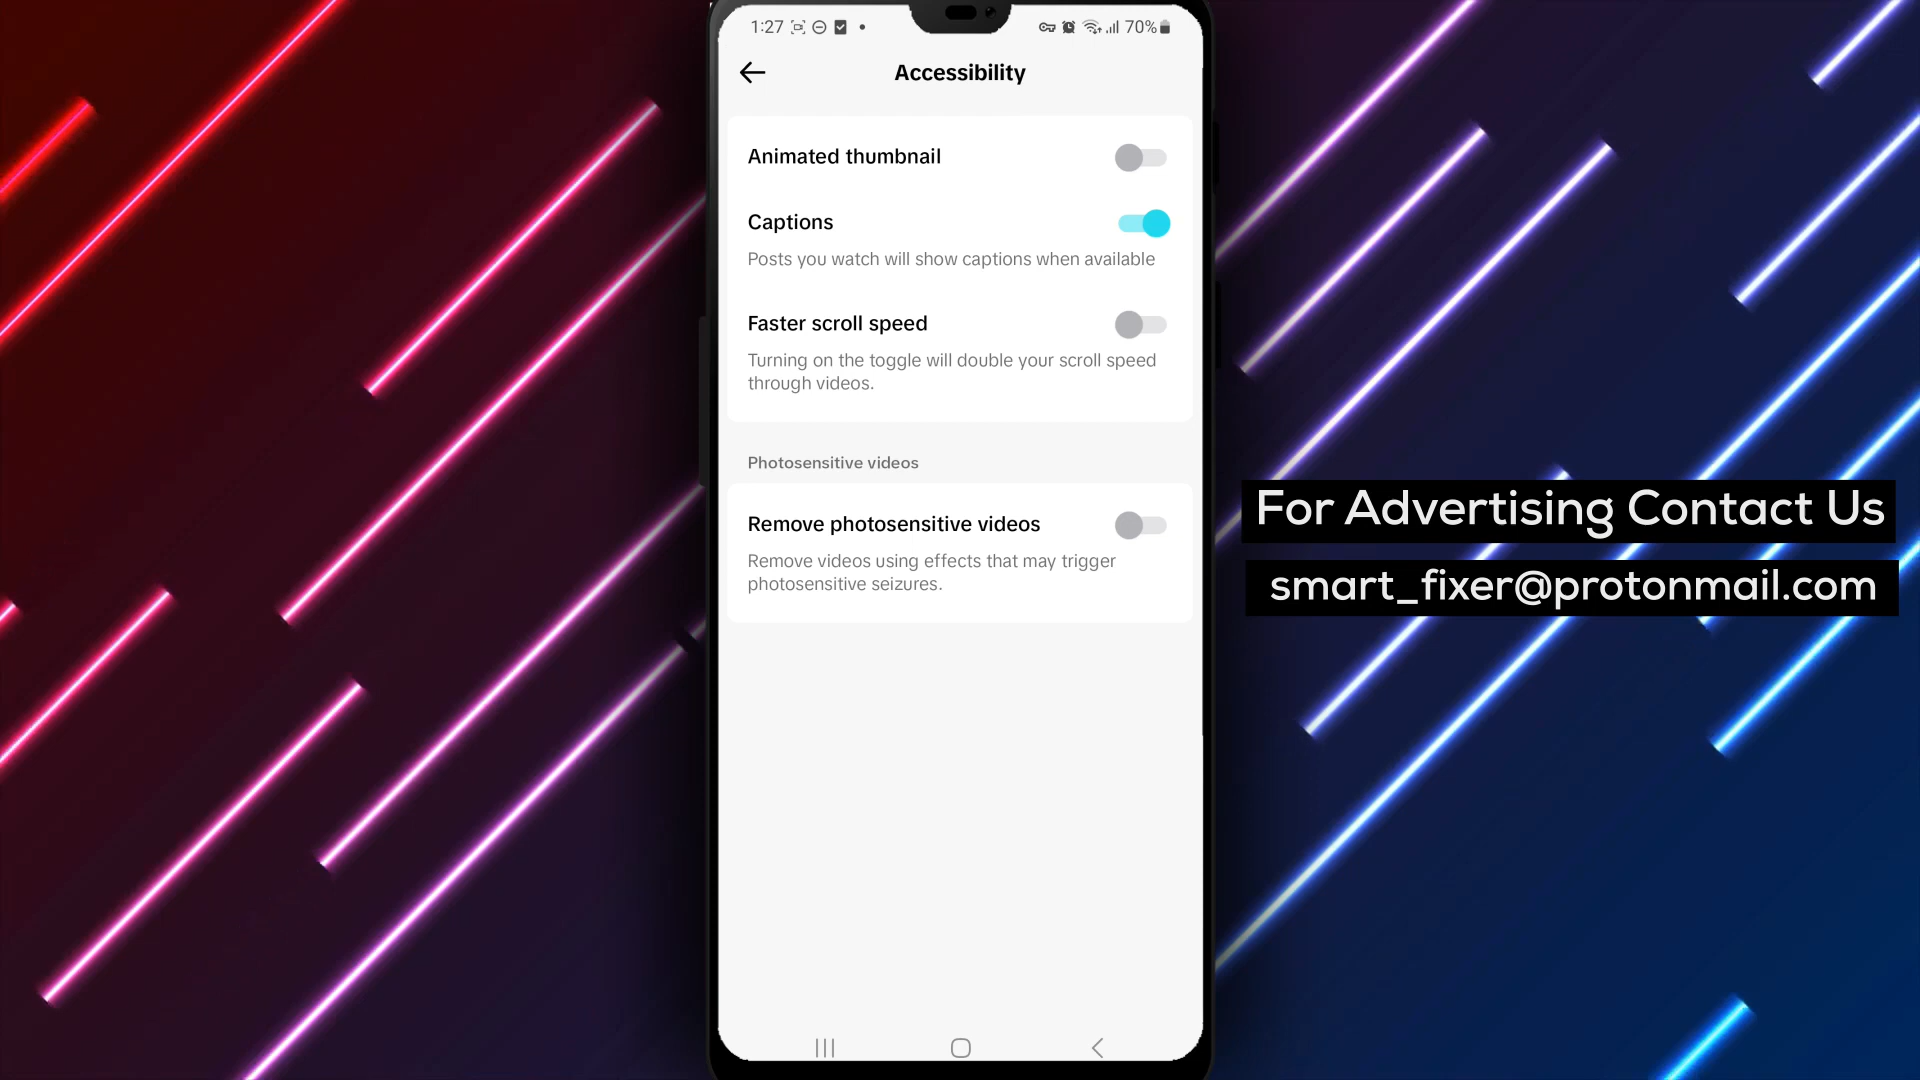 1:27
70%
Accessibility
Animated thumbnail
Captions
Posts you watch will show captions when available
Faster scroll speed
Turning on the toggle will double your scroll speed
through videos.
Photosensitive videos
Remove photosensitive videos
Remove videos using effects that may trigger
photosensitive seizures.
For Advertising Contact Us
smart_fixer@protonmail.com